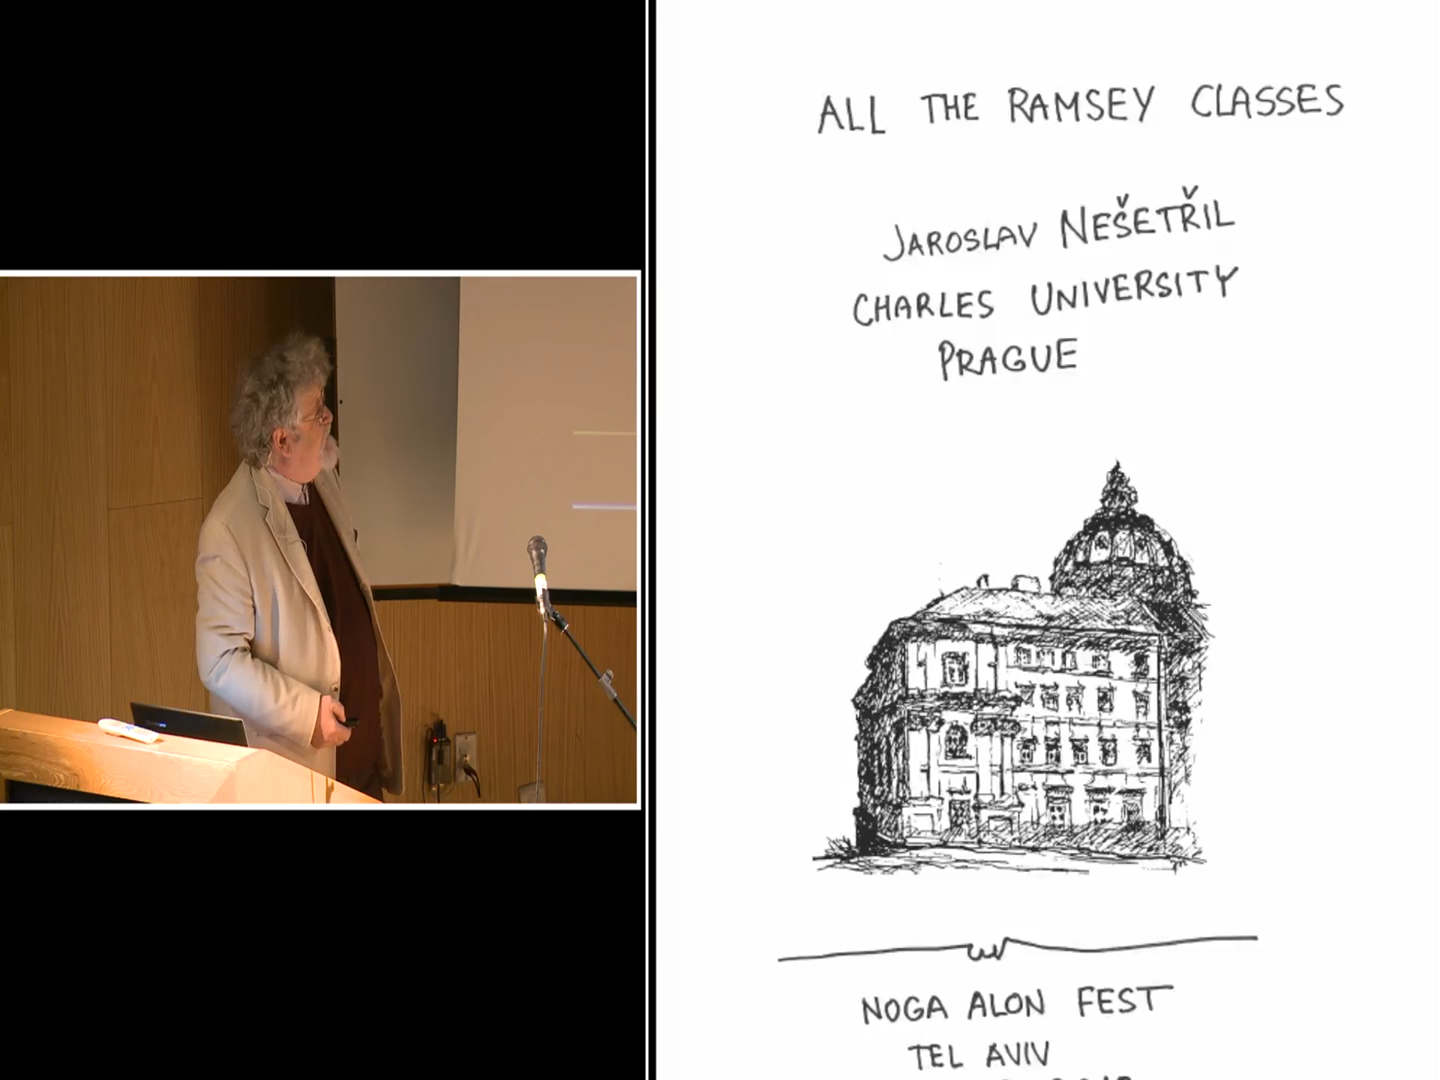 ALL THE RAMSEY CLASSES
JAROSLAV NEŠETŘIL
CHARLES UNIVERSITY
PRAGUE
NOGA ALON FEST
TEL AVIV